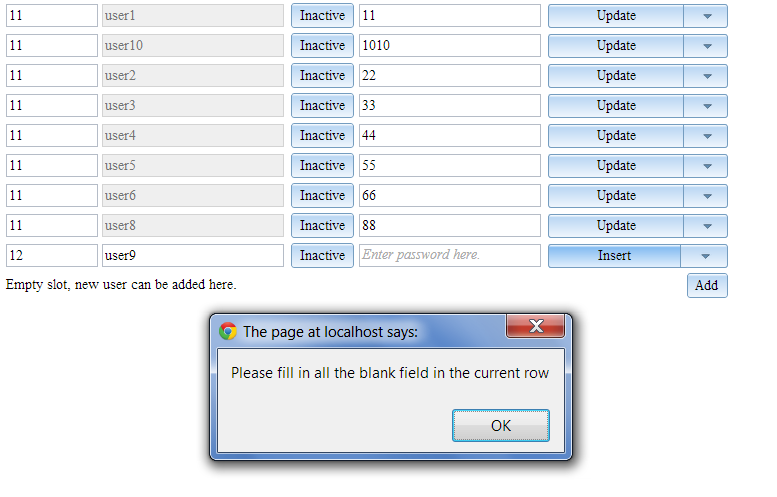 11 user1 Inactive 11 Update
11 user10 Inactive 1010 Update
11 user2 Inactive 22 Update
11 user3 Inactive 33 Update
11 user4 Inactive 44 Update
11 user5 Inactive 55 Update
11 user6 Inactive 66 Update
11 user8 Inactive 88 Update
12 user9 Inactive Enter password here. Insert
Empty slot, new user can be added here. Add
The page at localhost says:
Please fill in all the blank field in the current row
OK